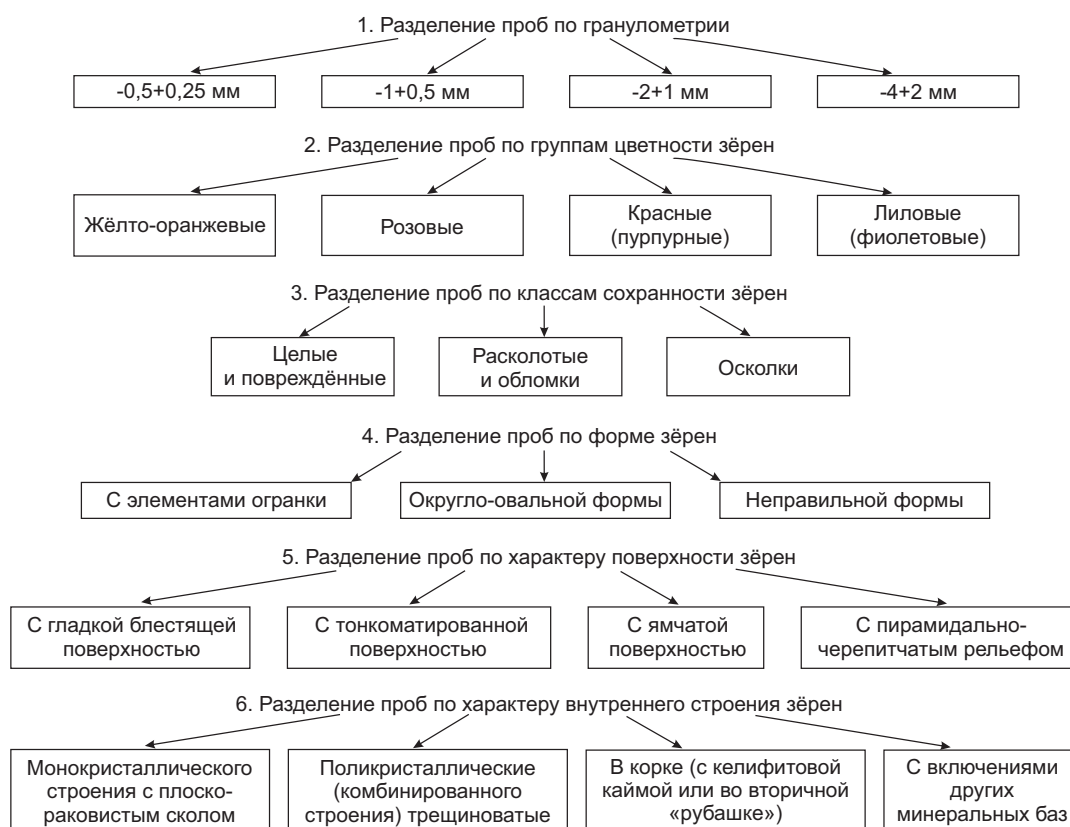 1. Разделение проб по гранулометрии
-0,5+0,25 мм
-1+0,5 мм
-2+1 мм
-4+2 мм
2. Разделение проб по группам цветности зёрен
Жёлто-оранжевые
Розовые
Красные
(пурпурные)
Лиловые
(фиолетовые)
3. Разделение проб по классам сохранности зёрен
Целые
и повреждённые
Расколотые
и обломки
Осколки
4. Разделение проб по форме зёрен
С элементами огранки
Округло-овальной формы
Неправильной формы
5. Разделение проб по характеру поверхности зёрен
С гладкой блестящей
поверхностью
С тонкоматированной
поверхностью
С ямчатой
поверхностью
С пирамидально-
черепитчатым рельефом
6. Разделение проб по характеру внутреннего строения зёрен
Монокристаллического
строения с плоско-
раковистым сколом
Поликристаллические
(комбинированного
строения) трещиноватые
В корке (с келифитовой
каймой или во вторичной
«рубашке»)
С включениями
других
минеральных баз